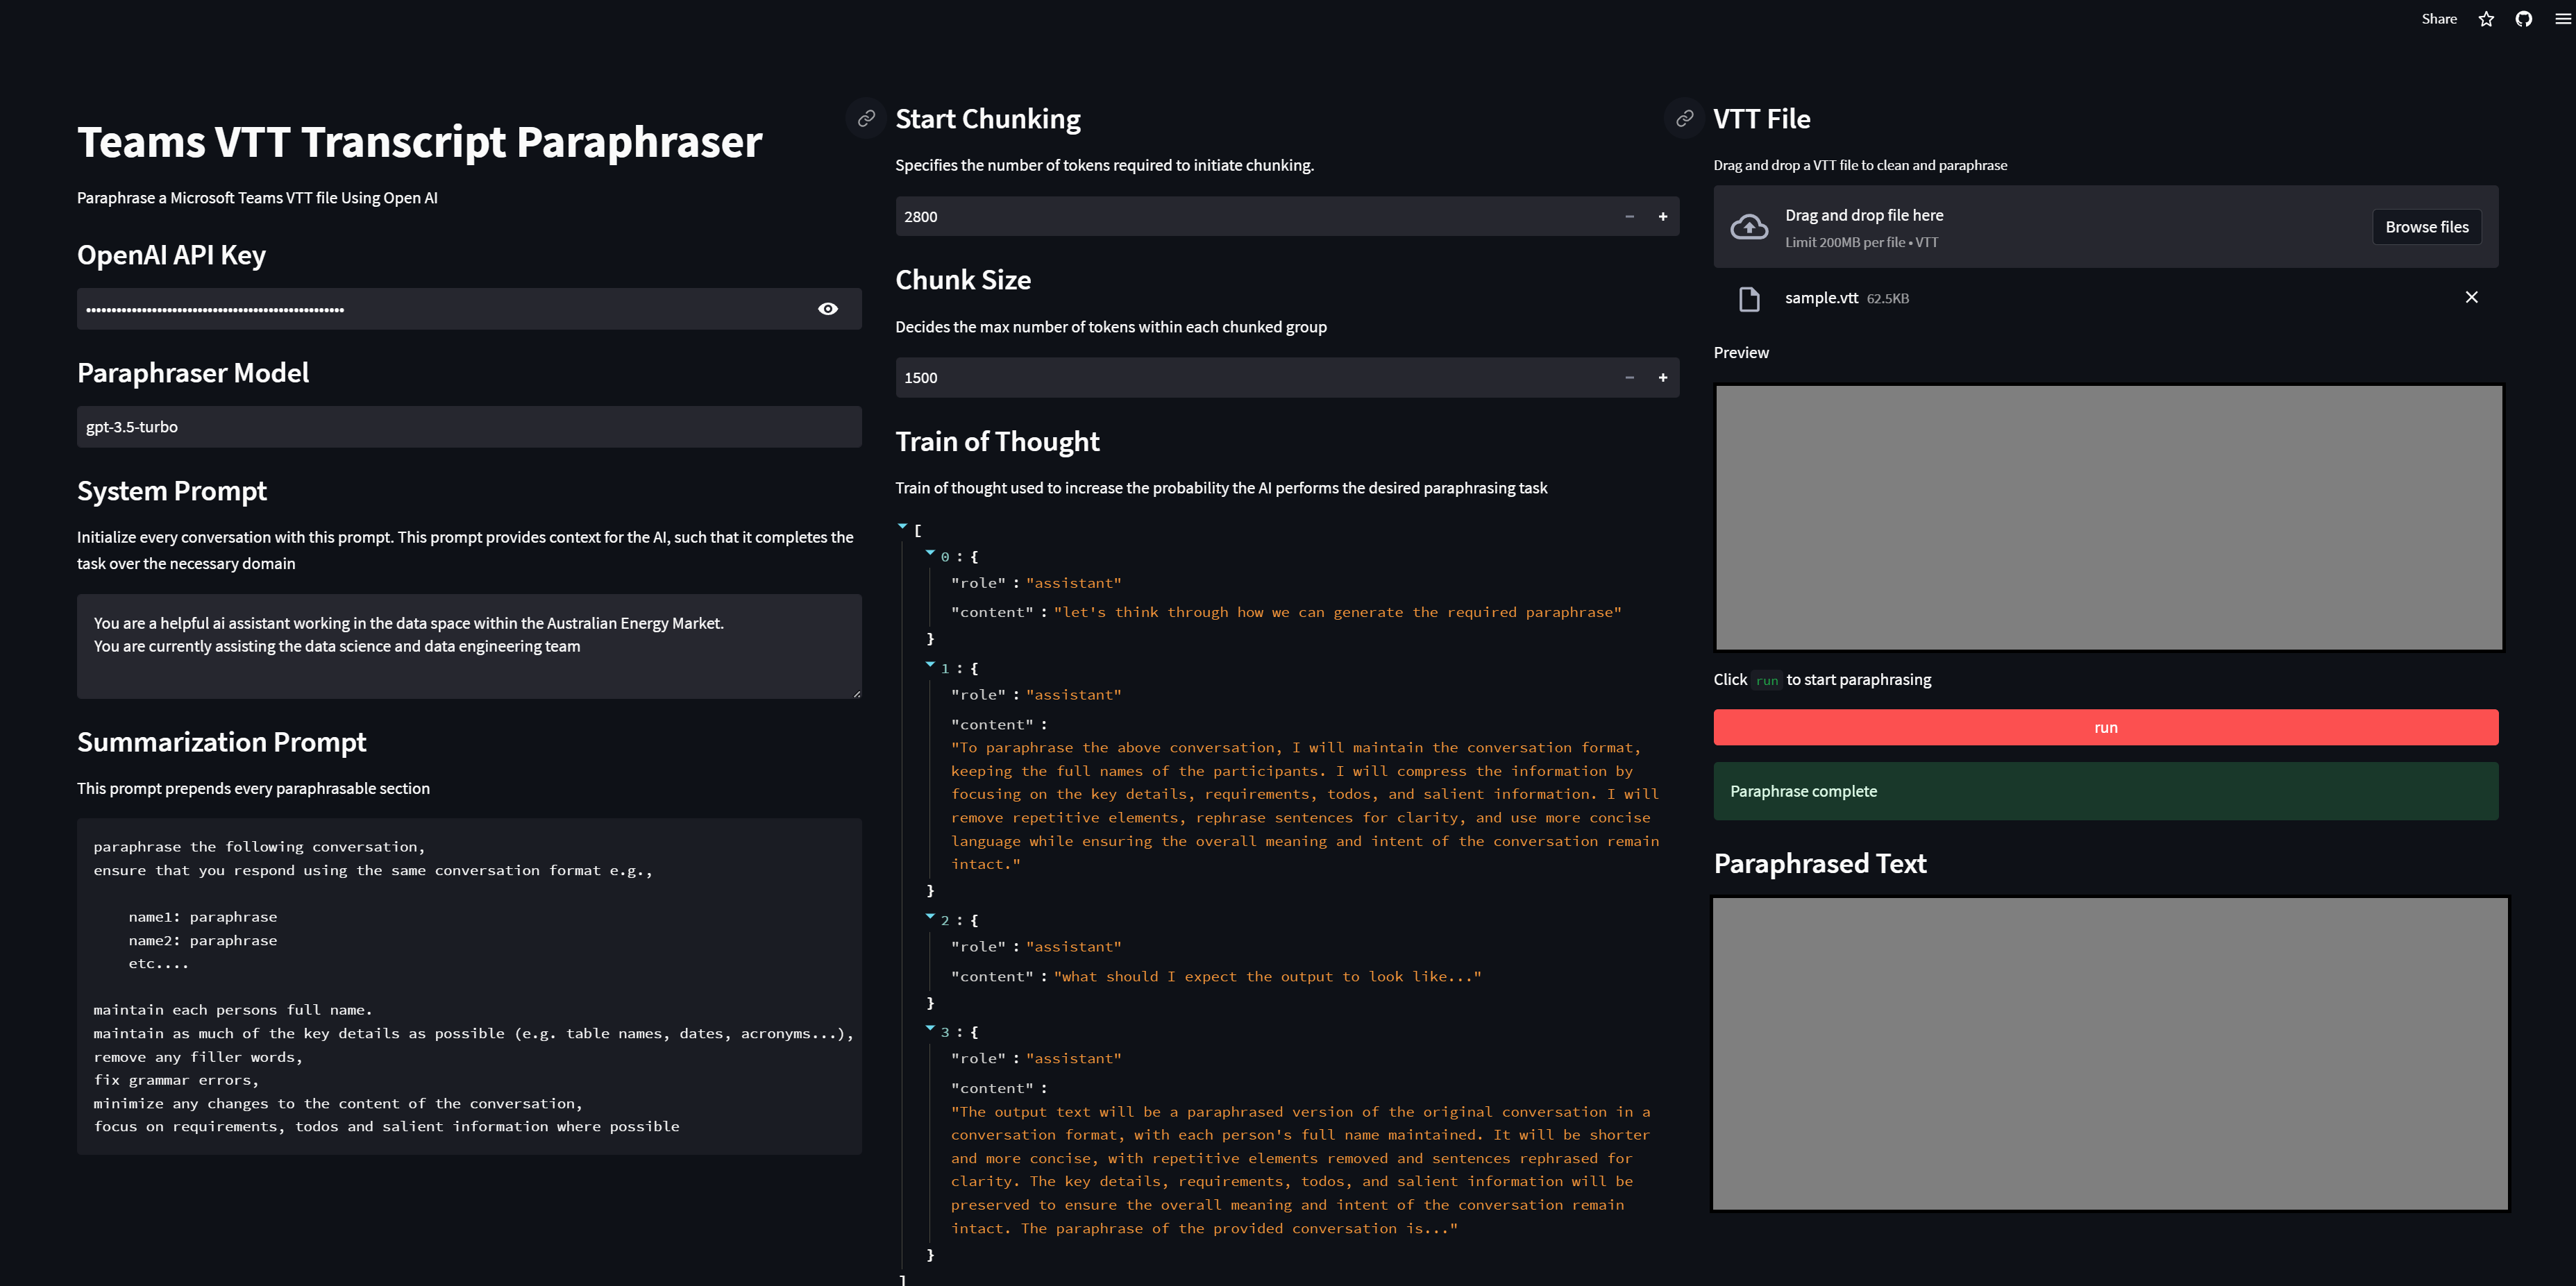 Share
Teams VTT Transcript Paraphraser
Paraphrase a Microsoft Teams VTT file Using Open AI
OpenAI API Key
••••••••••••••••••••••••••••••••••••••••••••••••••••
Paraphraser Model
gpt-3.5-turbo
System Prompt
Initialize every conversation with this prompt. This prompt provides context for the AI, such that it completes the
task over the necessary domain
You are a helpful ai assistant working in the data space within the Australian Energy Market.
You are currently assisting the data science and data engineering team
Summarization Prompt
This prompt prepends every paraphrasable section
paraphrase the following conversation,
ensure that you respond using the same conversation format e.g.,
name1: paraphrase
name2: paraphrase
etc....
maintain each persons full name.
maintain as much of the key details as possible (e.g. table names, dates, acronyms...),
remove any filler words,
fix grammar errors,
minimize any changes to the content of the conversation,
focus on requirements, todos and salient information where possible
Start Chunking
Specifies the number of tokens required to initiate chunking.
2800
Chunk Size
Decides the max number of tokens within each chunked group
1500
Train of Thought
Train of thought used to increase the probability the AI performs the desired paraphrasing task
[
0 : {
"role" : "assistant"
"content" : "let's think through how we can generate the required paraphrase"
}
1 : {
"role" : "assistant"
"content" :
"To paraphrase the above conversation, I will maintain the conversation format,
keeping the full names of the participants. I will compress the information by
focusing on the key details, requirements, todos, and salient information. I will
remove repetitive elements, rephrase sentences for clarity, and use more concise
language while ensuring the overall meaning and intent of the conversation remain
intact."
}
2 : {
"role" : "assistant"
"content" : "what should I expect the output to look like..."
}
3 : {
"role" : "assistant"
"content" :
"The output text will be a paraphrased version of the original conversation in a
conversation format, with each person's full name maintained. It will be shorter
and more concise, with repetitive elements removed and sentences rephrased for
clarity. The key details, requirements, todos, and salient information will be
preserved to ensure the overall meaning and intent of the conversation remain
intact. The paraphrase of the provided conversation is..."
}
]
VTT File
Drag and drop a VTT file to clean and paraphrase
Drag and drop file here
Limit 200MB per file • VTT
Browse files
sample.vtt 62.5KB
Preview
Click run to start paraphrasing
run
Paraphrase complete
Paraphrased Text